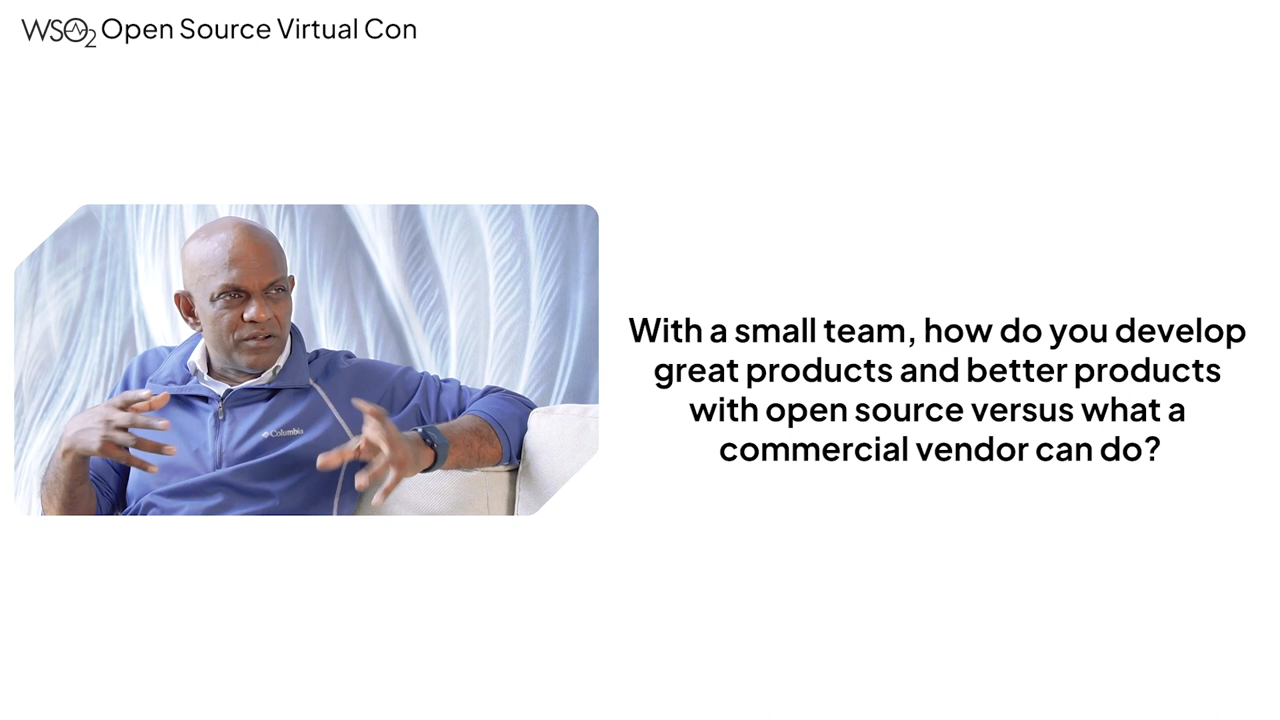 WSO2 Open Source Virtual Con
Columbia
With a small team, how do you develop
great products and better products
with open source versus what a
commercial vendor can do?